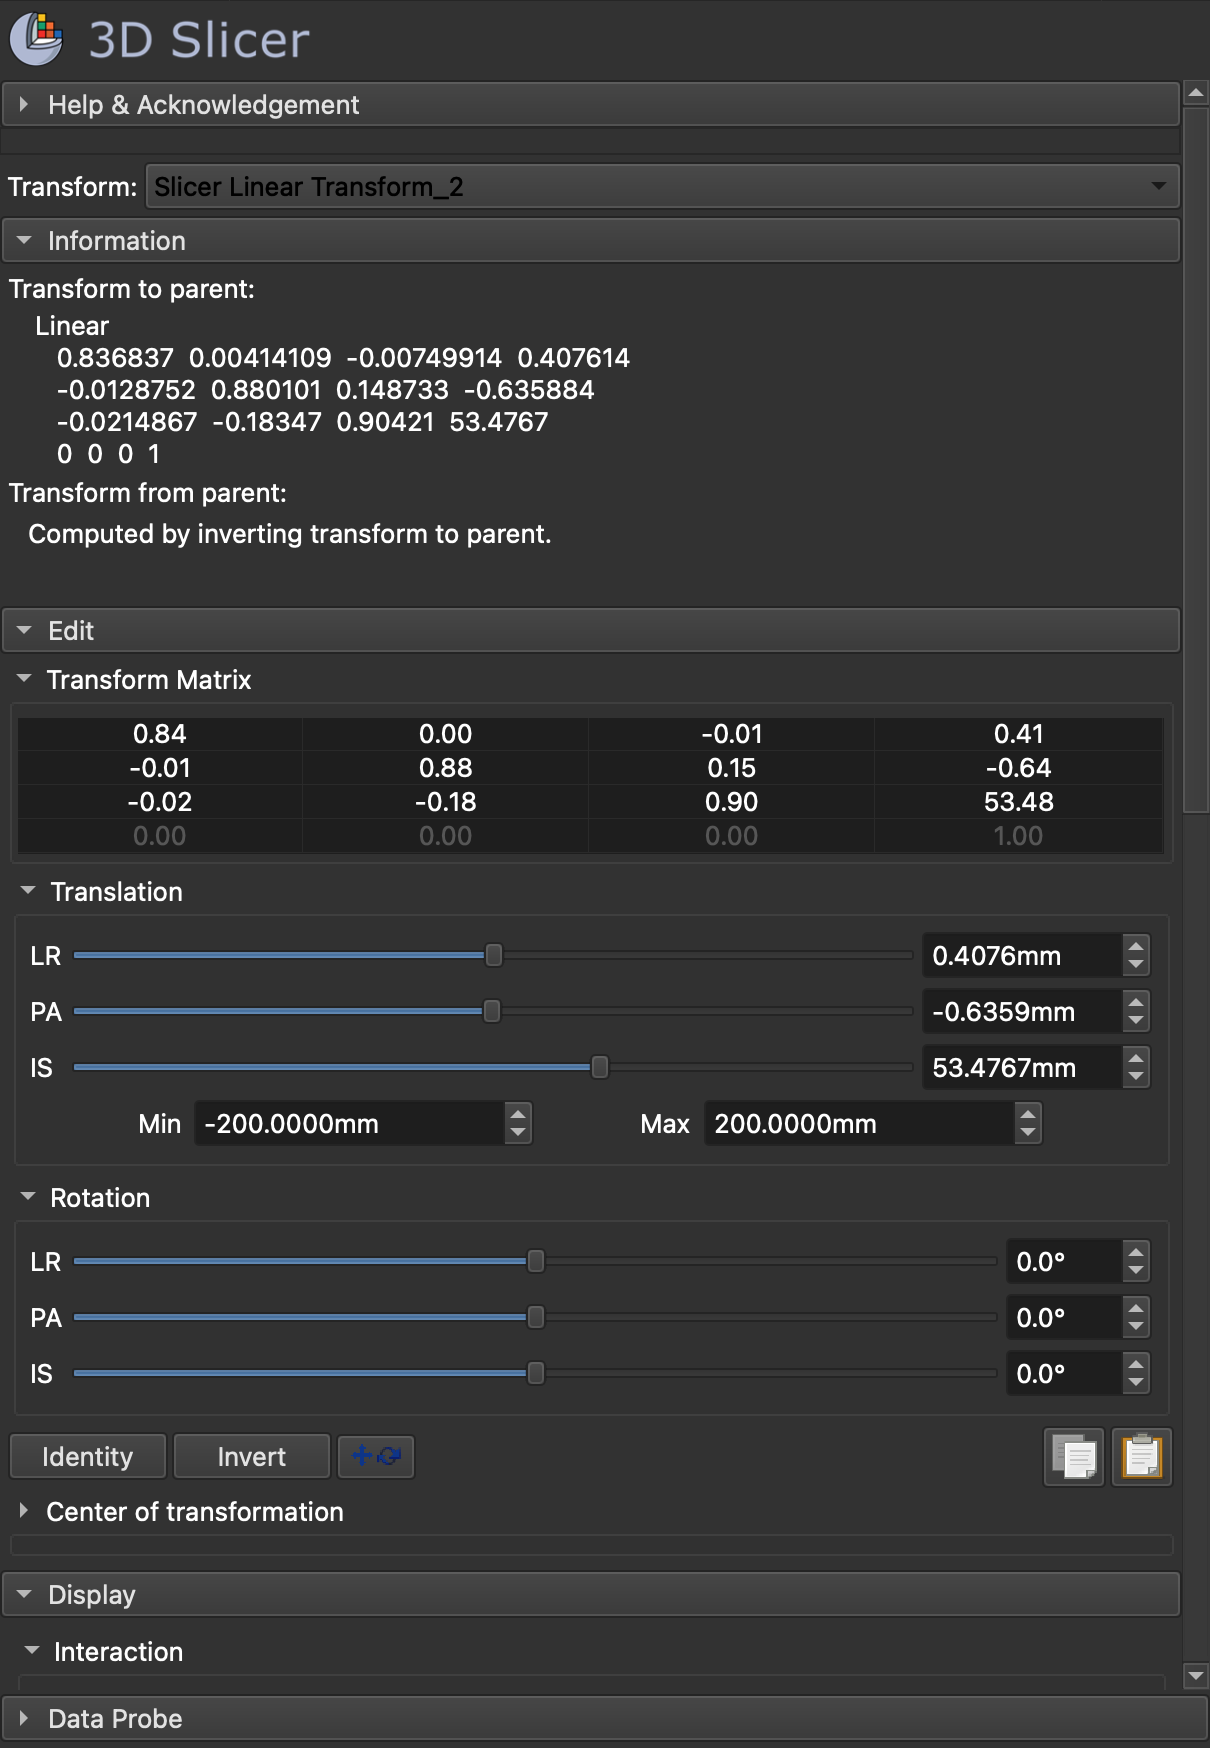 3D Slicer
Help & Acknowledgement
Transform: Slicer Linear Transform_2
Information
Transform to parent:
Linear
0.836837 0.00414109 -0.00749914 0.407614
-0.0128752 0.880101 0.148733 -0.635884
-0.0214867 -0.18347 0.90421 53.4767
0 0 0 1
Transform from parent:
Computed by inverting transform to parent.
Edit
Transform Matrix
0.84 0.00 -0.01 0.41
-0.01 0.88 0.15 -0.64
-0.02 -0.18 0.90 53.48
0.00 0.00 0.00 1.00
Translation
LR 0.4076mm
PA -0.6359mm
IS 53.4767mm
Min -200.0000mm Max 200.0000mm
Rotation
LR 0.0°
PA 0.0°
IS 0.0°
Identity Invert
Center of transformation
Display
Interaction
Data Probe